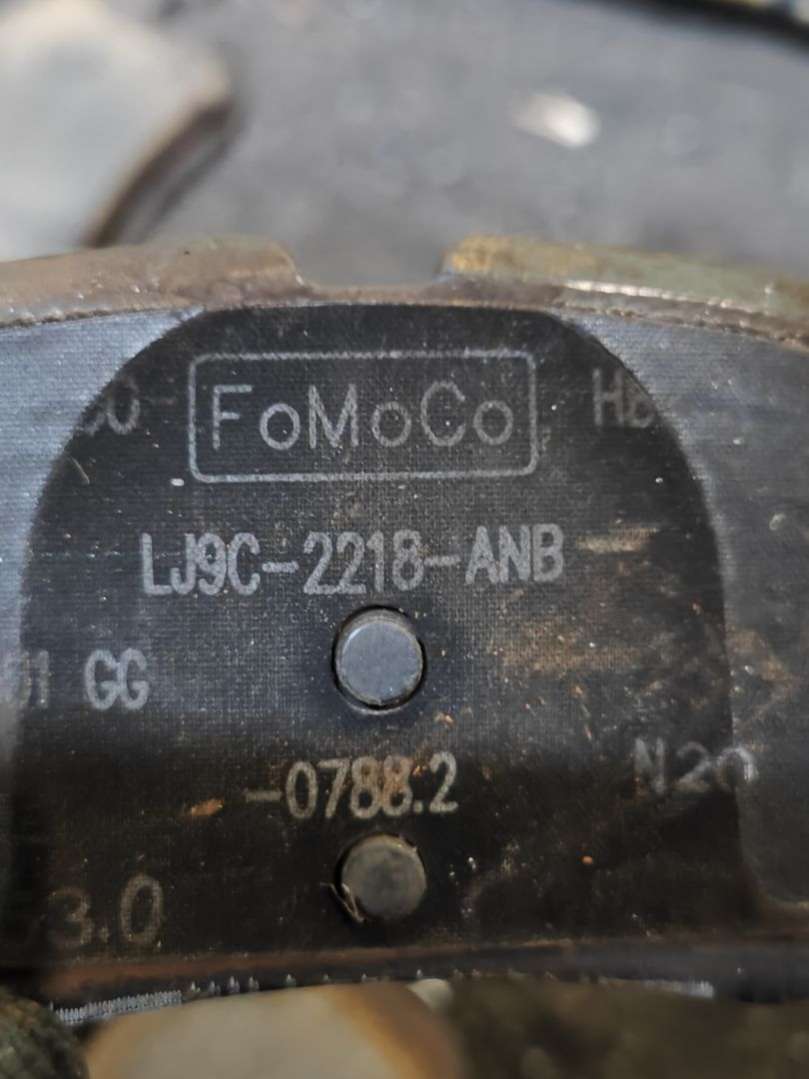 FoMoCo
LJ9C-2218-ANB
GG
-0788.2
N20
3.0